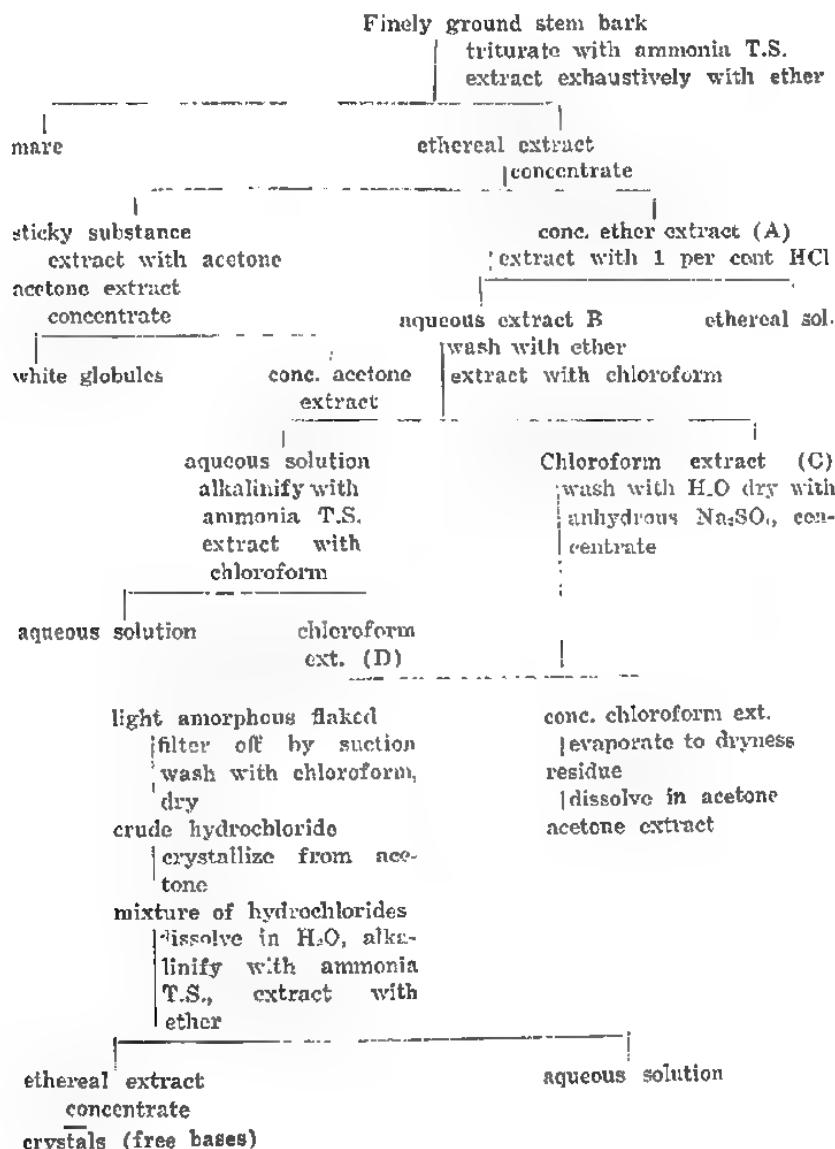 Finely ground stem bark
triturate with ammonia T.S.
extract exhaustively with ether
marc
ethereal extract
concentrate
sticky substance
extract with acetone
acetone extract
concentrate
conc. ether extract (A)
extract with 1 per cent HCl
aqueous extract B
ethereal sol.
wash with ether
extract with chloroform
white globules
conc. acetone
extract
aqueous solution
alkalinify with
ammonia T.S.
extract with
chloroform
Chloroform extract (C)
wash with H₂O dry with
anhydrous Na₂SO₄, con-
centrate
aqueous solution
chloroform
ext. (D)
light amorphous flaked
filter off by suction
wash with chloroform,
dry
crude hydrochloride
crystallize from ace-
tone
mixture of hydrochlorides
dissolve in H₂O, alka-
linify with ammonia
T.S., extract with
ether
conc. chloroform ext.
evaporate to dryness
residue
dissolve in acetone
acetone extract
ethereal extract
concentrate
crystals (free bases)
aqueous solution